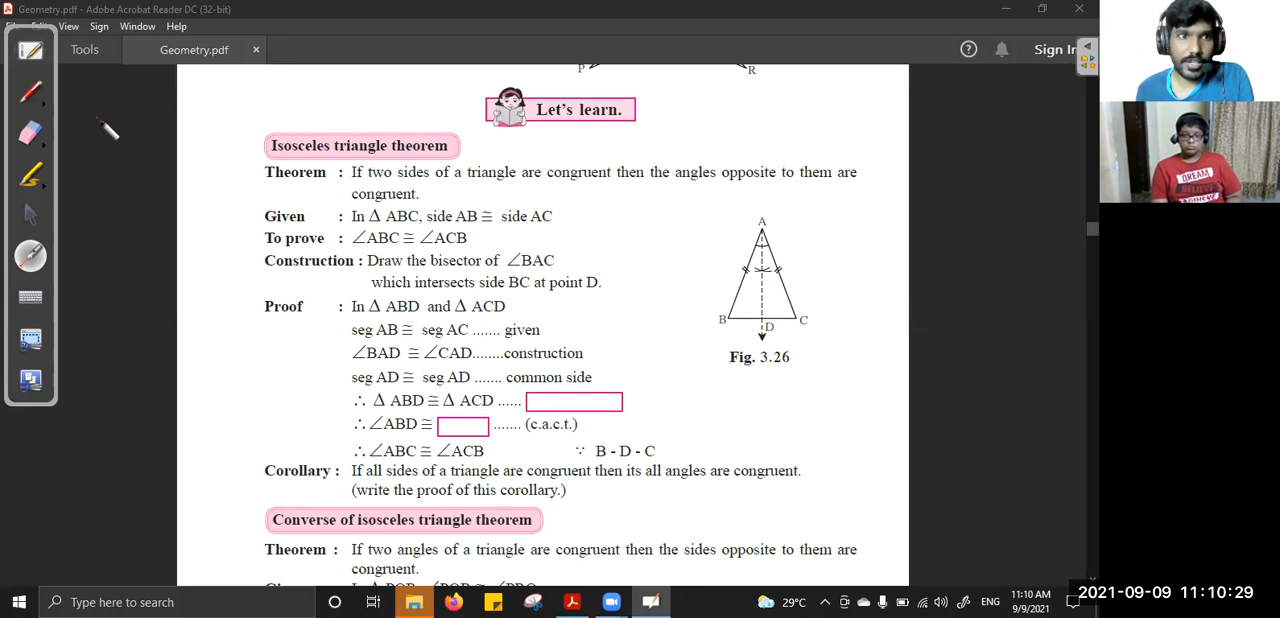 Geometry.pdf - Adobe Acrobat Reader DC (32-bit)
File Edit View Sign Window Help
Tools Geometry.pdf × Sign In
P R
Let's learn.
Isosceles triangle theorem
Theorem : If two sides of a triangle are congruent then the angles opposite to them are
congruent.
Given : In Δ ABC, side AB ≅ side AC
To prove : ∠ABC ≅ ∠ACB
Construction : Draw the bisector of ∠BAC
which intersects side BC at point D.
Proof : In Δ ABD and Δ ACD
seg AB ≅ seg AC ....... given
∠BAD ≅ ∠CAD........construction
seg AD ≅ seg AD ....... common side
∴ Δ ABD ≅ Δ ACD ......
∴ ∠ABD ≅ ....... (c.a.c.t.)
∴ ∠ABC ≅ ∠ACB ∵ B - D - C
A
B D C
Fig. 3.26
Corollary : If all sides of a triangle are congruent then its all angles are congruent.
(write the proof of this corollary.)
Converse of isosceles triangle theorem
Theorem : If two angles of a triangle are congruent then the sides opposite to them are
congruent.
DREAM
BELIEVE
Type here to search
29°C ENG
11:10 AM
9/9/2021
2021-09-09 11:10:29